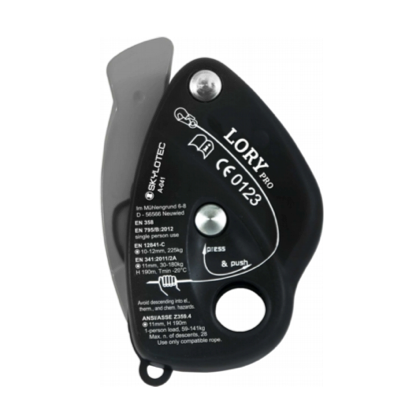 LORY PRO
CE0123
SKYLOTEC
A-041
Im Mühlengrund 6-8
D - 56566 Neuwied
EN 358
EN 795/B:2012
single person use
EN 12841-C
10-12mm, 225kg
EN 341:2011/2A
11mm, 30-180kg
H 190m, Tmin -20°C
press
& push
Avoid descending into el.,
therm., and chem. hazards.
ANSI/ASSE Z359.4
11mm, H 190m
1-person load, 59-141kg
Max. n. of descents, 28
Use only compatible rope.